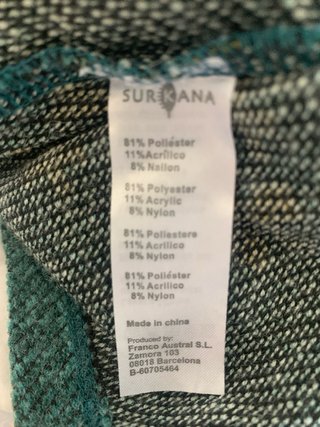 SURKANA
81% Poliéster
11% Acrílico
8% Nailon
81% Polyester
11% Acrylic
8% Nylon
81% Poliestere
11% Acrilico
8% Nylon
81% Poliéster
11% Acrílico
8% Nylon
Made in china
Produced by:
Franco Austral S.L.
Zamora 103
08018 Barcelona
B-60705464